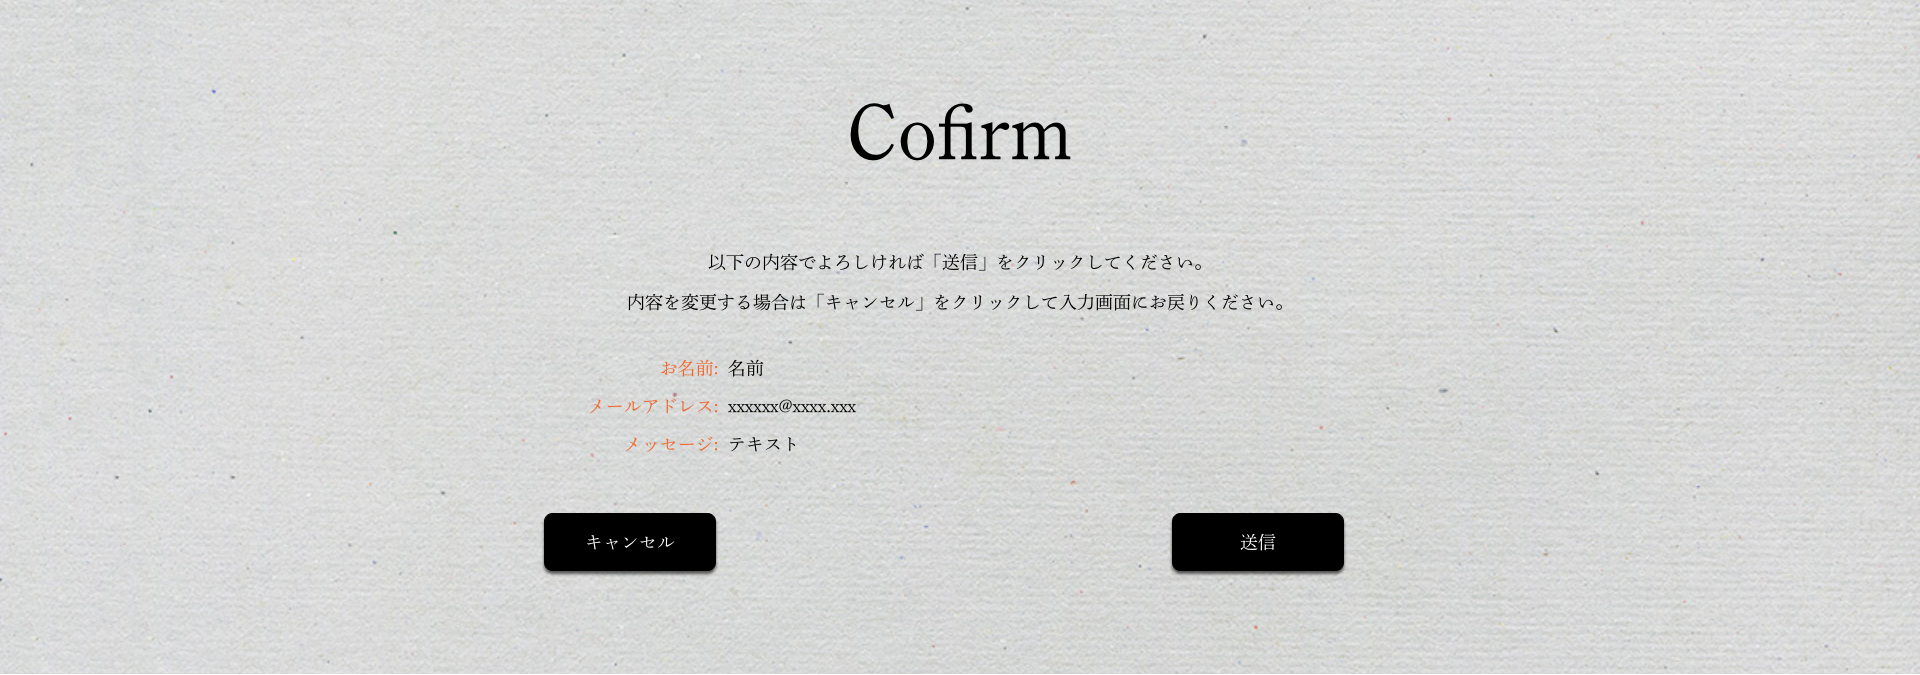 Cofirm
以下の内容でよろしければ「送信」をクリックしてください。
内容を変更する場合は「キャンセル」をクリックして入力画面にお戻りください。
お名前: 名前
メールアドレス: xxxxxx@xxxx.xxx
メッセージ: テキスト
キャンセル 送信